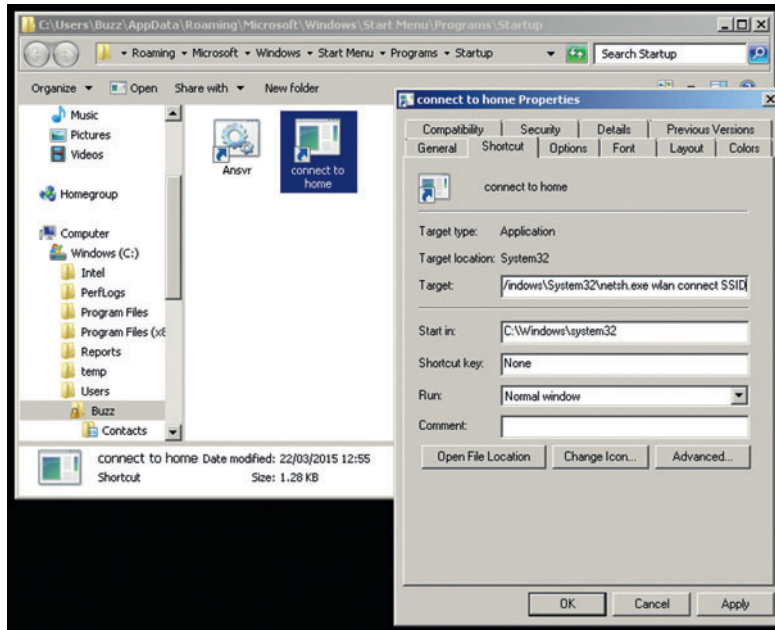 C:\Users\Buzz\AppData\Roaming\Microsoft\Windows\Start Menu\Programs\Startup
Roaming Microsoft Windows Start Menu Programs Startup
Search Startup
Organize Open Share with New folder
Music
Pictures
Videos
Homegroup
Computer
Windows (C:)
Intel
PerfLogs
Program Files
Program Files (x8
Reports
temp
Users
Buzz
Contacts
Ansvr
connect to
home
connect to home Date modified: 22/03/2015 12:55
Shortcut Size: 1.28 KB
connect to home Properties
Compatibility Security Details Previous Versions
General Shortcut Options Font Layout Colors
connect to home
Target type: Application
Target location: System32
Target: /indows\System32\netsh.exe wlan connect SSID
Start in: C:\Windows\system32
Shortcut key: None
Run: Normal window
Comment:
Open File Location Change Icon... Advanced...
OK Cancel Apply